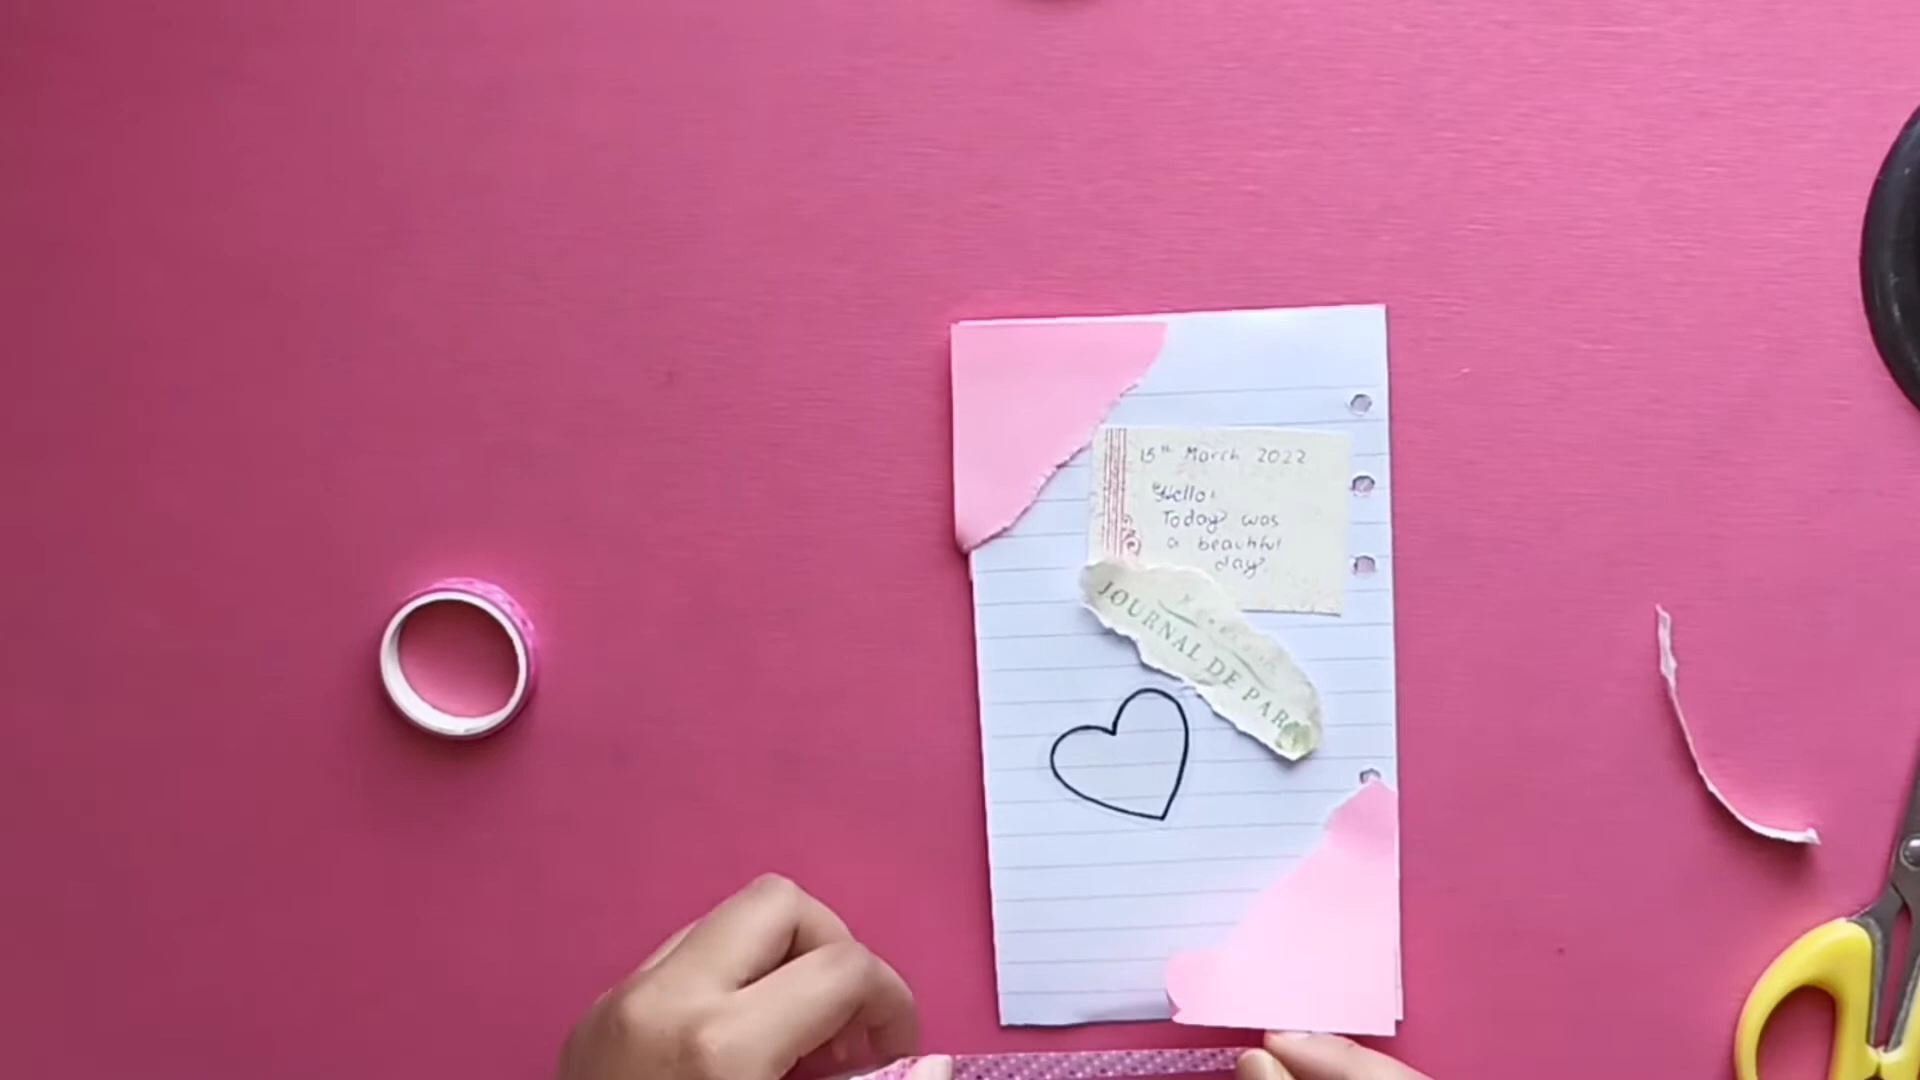 15th March 2022
Hello!
Today was
a beautiful
day.
JOURNAL DE PAR